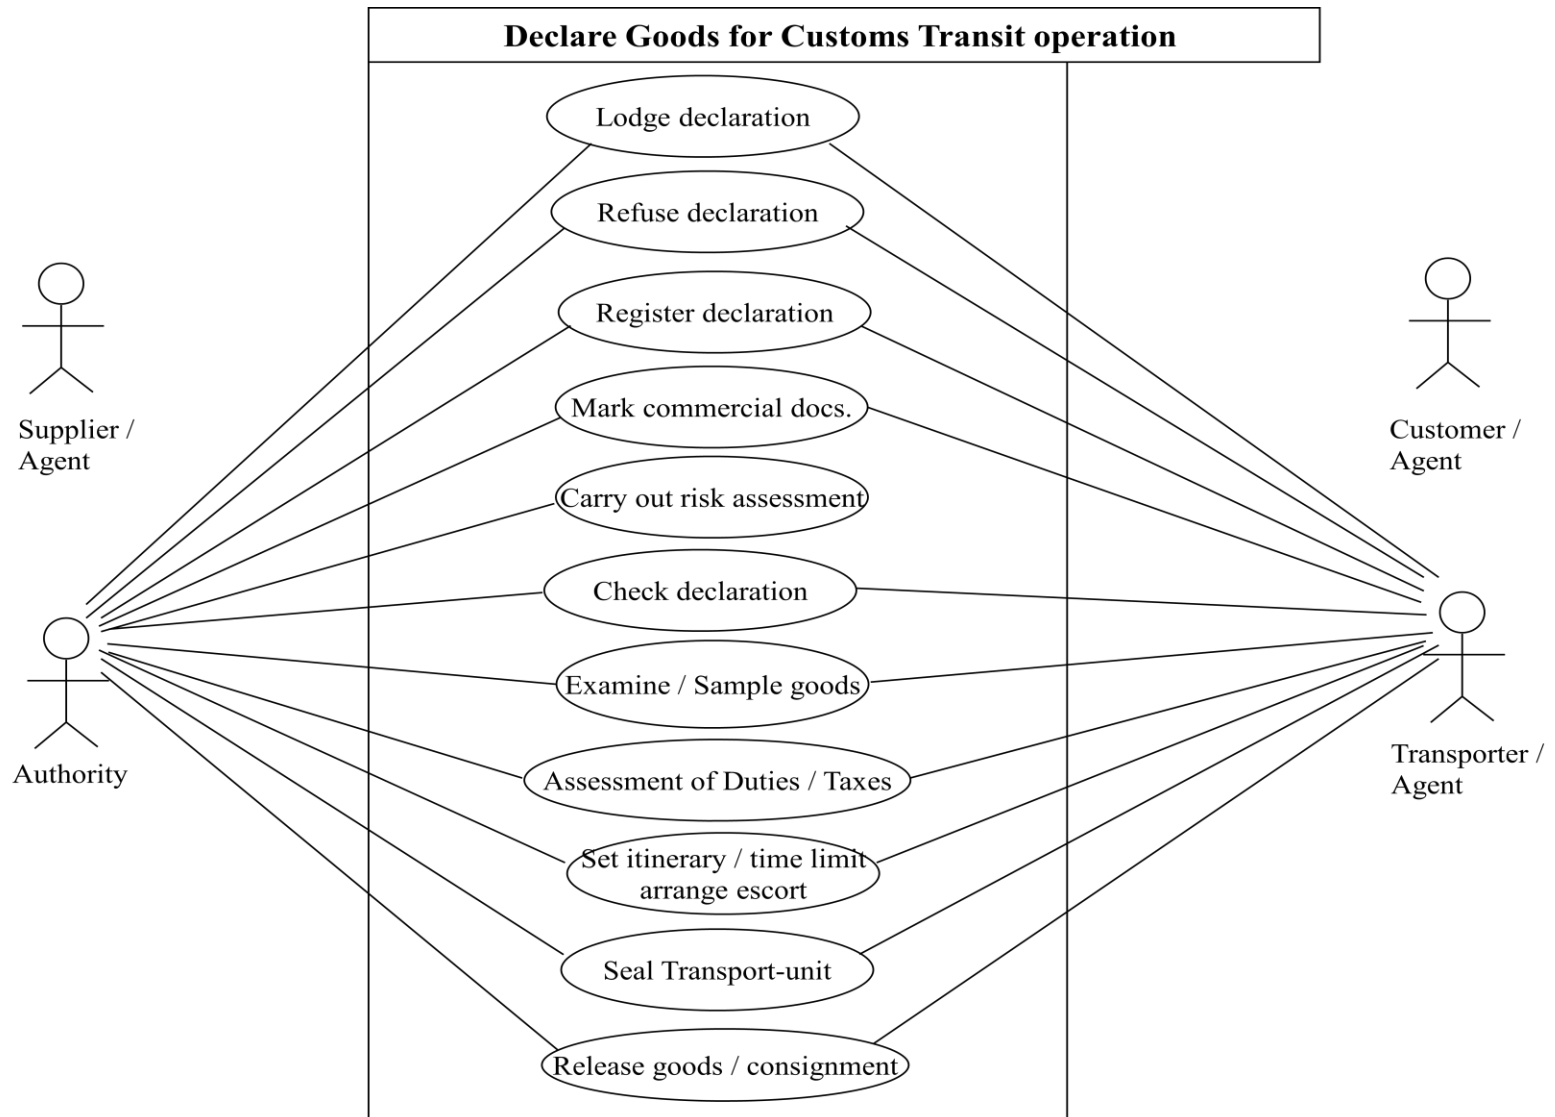 Declare Goods for Customs Transit operation
Lodge declaration
Refuse declaration
Register declaration
Mark commercial docs.
Carry out risk assessment
Check declaration
Examine / Sample goods
Assessment of Duties / Taxes
Set itinerary / time limit
arrange escort
Seal Transport-unit
Release goods / consignment
Supplier /
Agent
Authority
Customer /
Agent
Transporter /
Agent